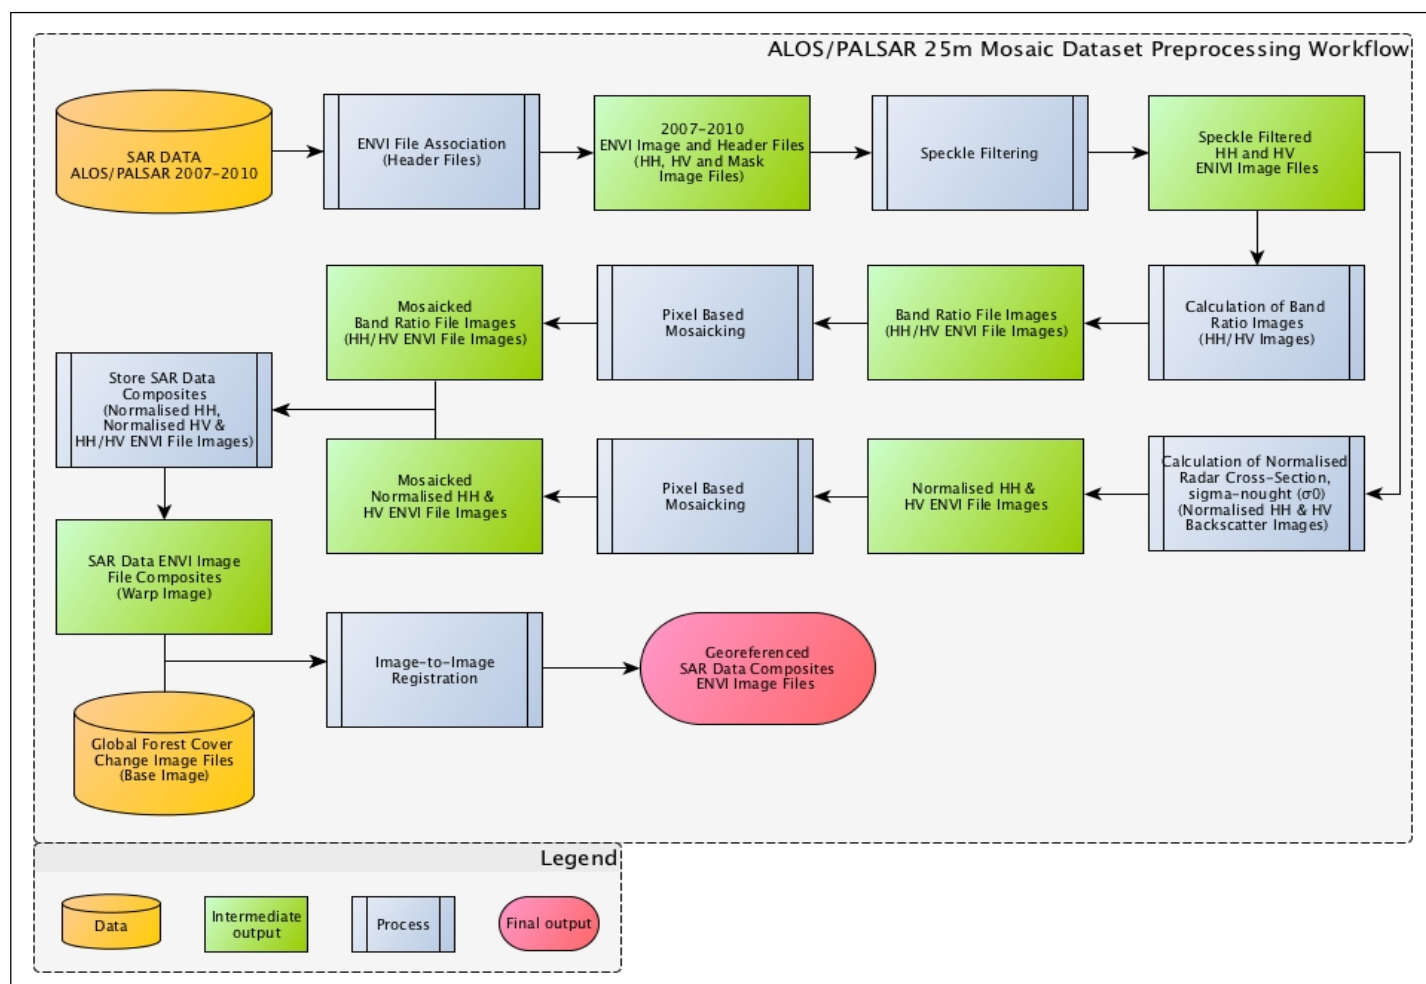 ALOS/PALSAR 25m Mosaic Dataset Preprocessing Workflow
SAR DATA
ALOS/PALSAR 2007-2010
ENVI File Association
(Header Files)
2007-2010
ENVI Image and Header Files
(HH, HV and Mask
Image Files)
Speckle Filtering
Speckle Filtered
HH and HV
ENIVI Image FIles
Mosaicked
Band Ratio File Images
(HH/HV ENVI File Images)
Pixel Based
Mosaicking
Band Ratio File Images
(HH/HV ENVI File Images)
Calculation of Band
Ratio Images
(HH/HV Images)
Store SAR Data
Composites
(Normalised HH,
Normalised HV &
HH/HV ENVI File Images)
Mosaicked
Normalised HH &
HV ENVI File Images
Pixel Based
Mosaicking
Normalised HH &
HV ENVI File Images
Calculation of Normalised
Radar Cross-Section,
sigma-nought (σ0)
(Normalised HH & HV
Backscatter Images)
SAR Data ENVI Image
File Composites
(Warp Image)
Image-to-Image
Registration
Georeferenced
SAR Data Composites
ENVI Image Files
Global Forest Cover
Change Image Files
(Base Image)
Legend
Data
Intermediate
output
Process
Final output